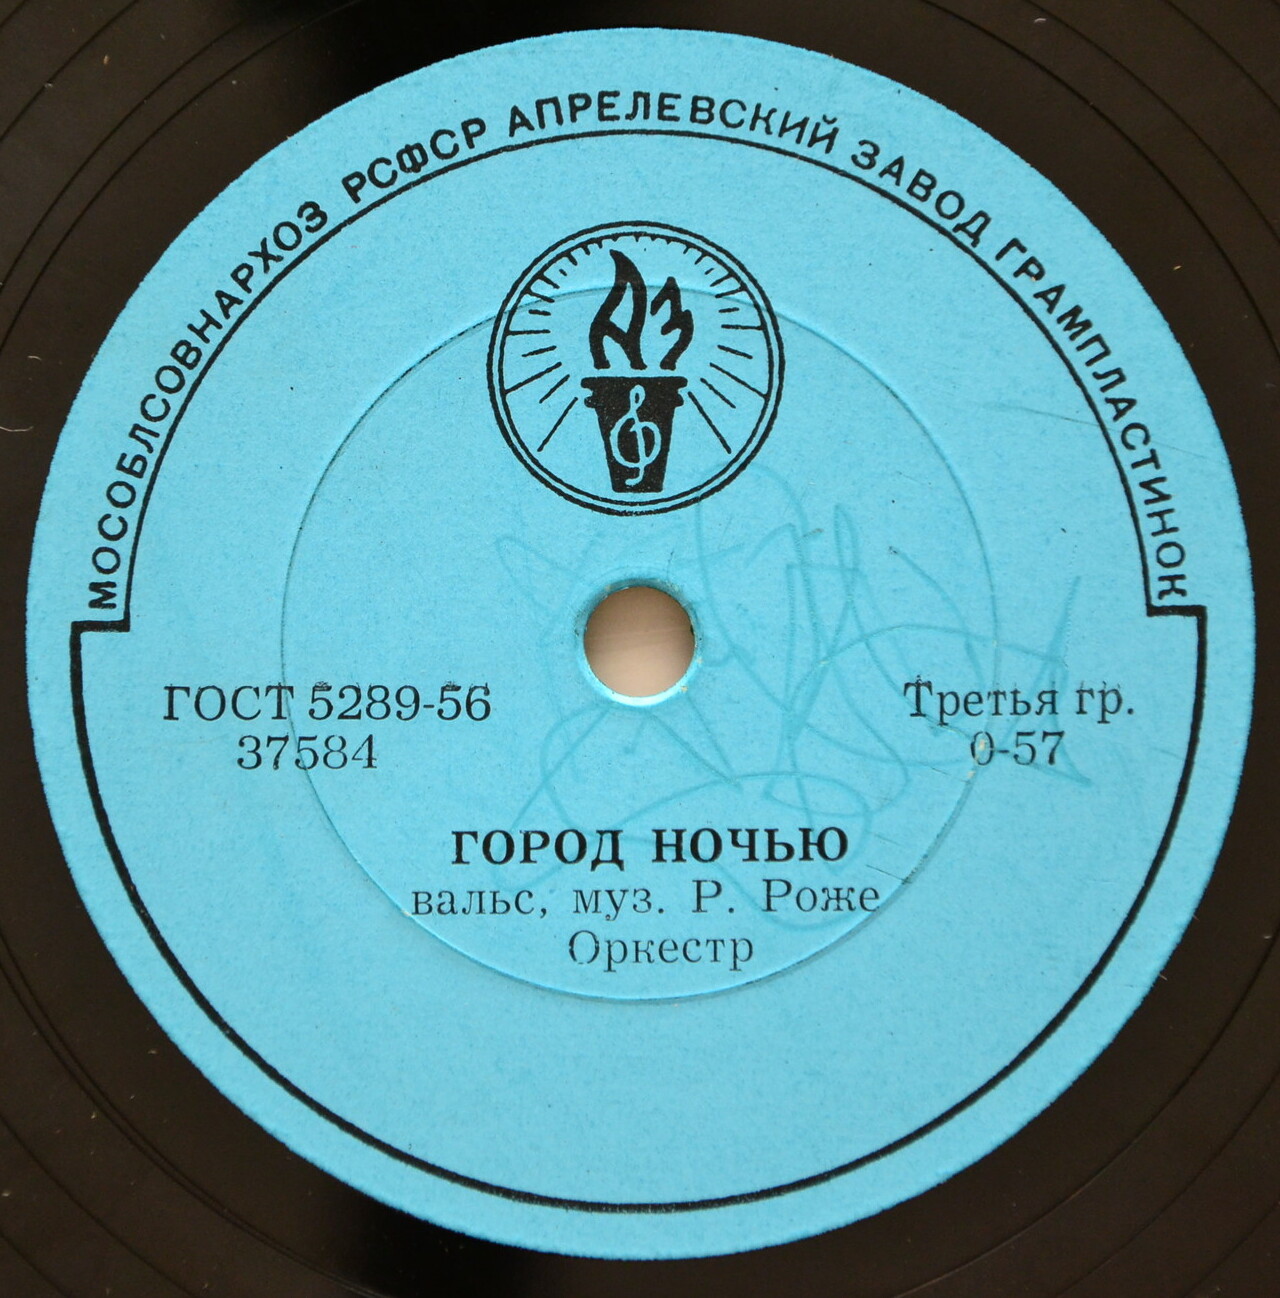 МОСОБЛСОВНАРХОЗ РСФСР АПРЕЛЕВСКИЙ ЗАВОД ГРАМПЛАСТИНОК
АЗ
ГОСТ 5289-56
37584
Третья гр.
0-57
ГОРОД НОЧЬЮ
вальс, муз. Р. Роже
Оркестр